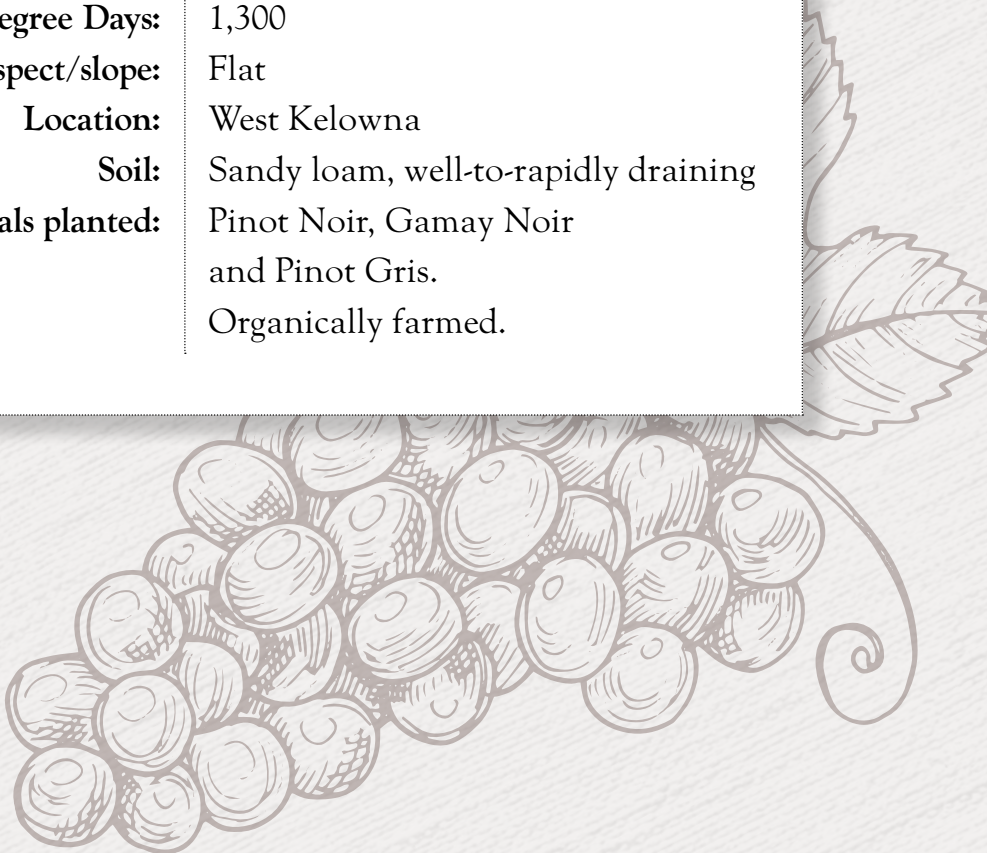 egree Days: 1,300
spect/slope: Flat
Location: West Kelowna
Soil: Sandy loam, well-to-rapidly draining
als planted: Pinot Noir, Gamay Noir
and Pinot Gris.
Organically farmed.